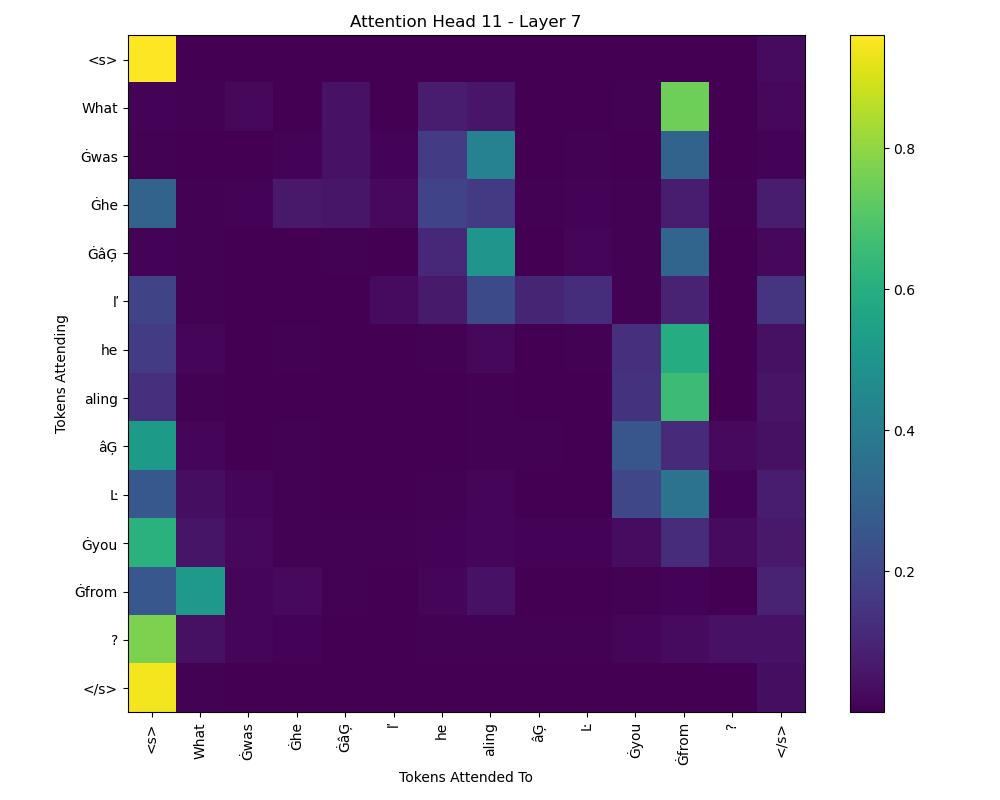 Attention Head 11 - Layer 7
<s>
What
Ġwas
Ġhe
ĠâĢ
ľ
he
aling
âĢ
Ŀ
Ġyou
Ġfrom
?
</s>
Tokens Attending
<s>
What
Ġwas
Ġhe
ĠâĢ
ľ
he
aling
âĢ
Ŀ
Ġyou
Ġfrom
?
</s>
Tokens Attended To
0.8
0.6
0.4
0.2